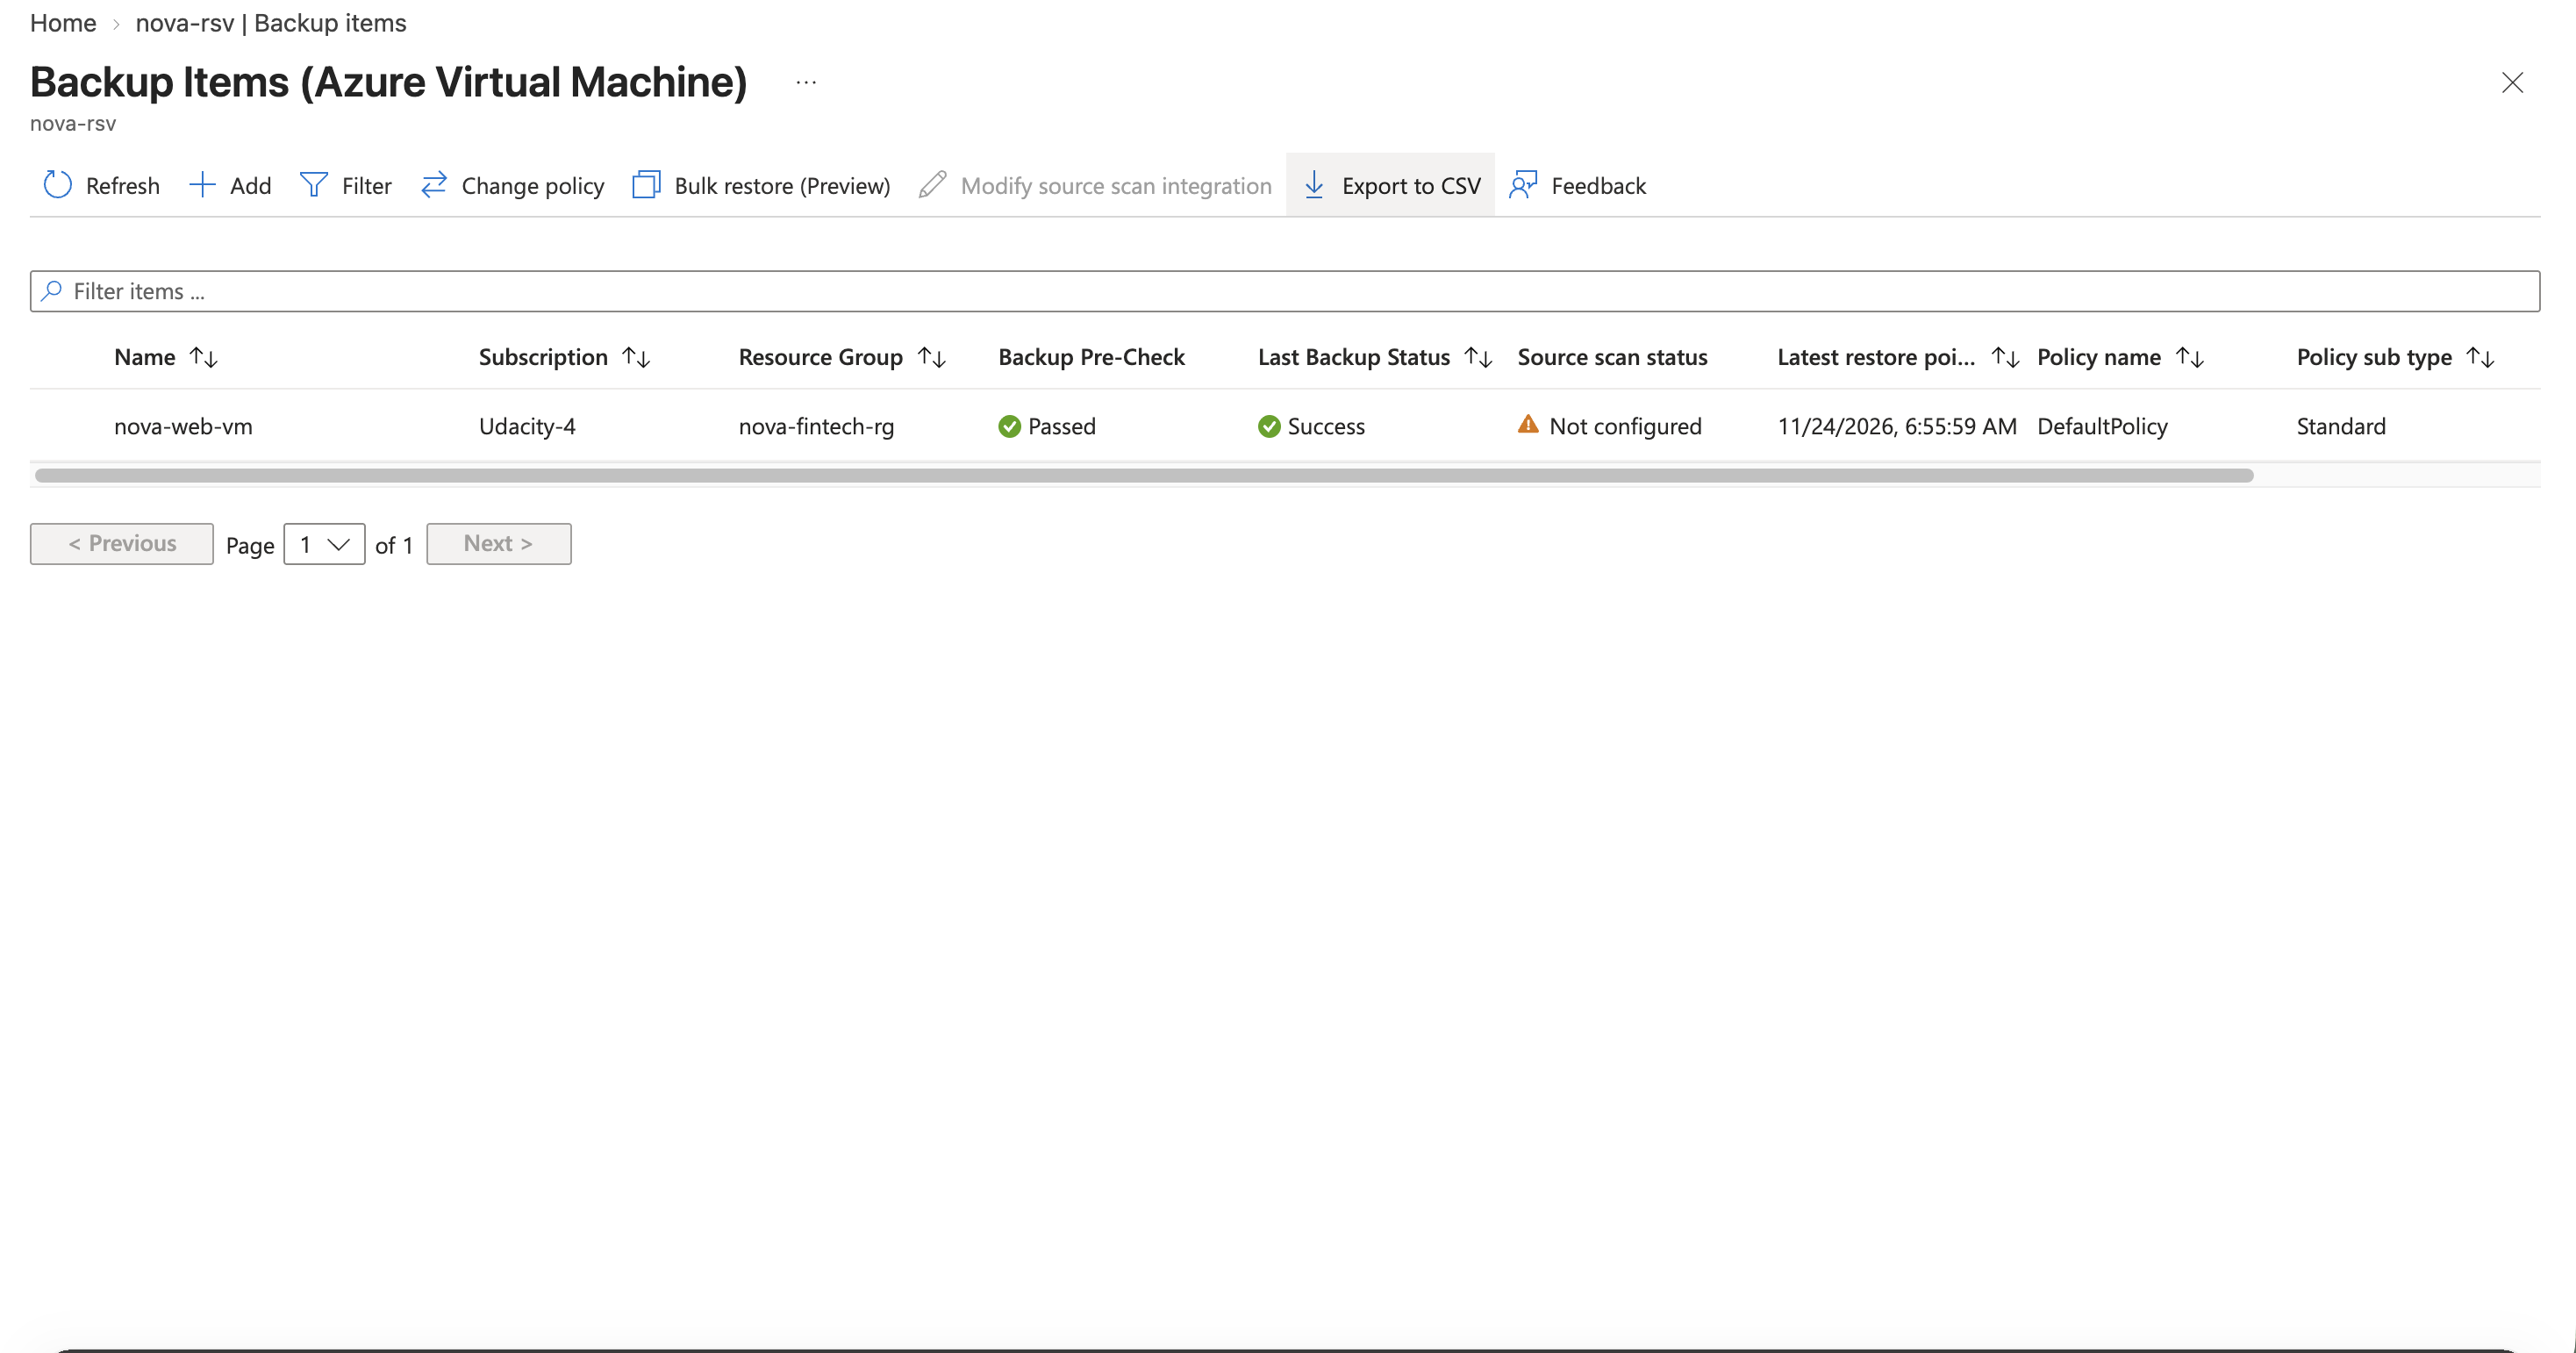 Home > nova-rsv | Backup items
Backup Items (Azure Virtual Machine) ...
nova-rsv
Refresh Add Filter Change policy Bulk restore (Preview) Modify source scan integration Export to CSV Feedback
Filter items ...
Name Subscription Resource Group Backup Pre-Check Last Backup Status Source scan status Latest restore poi... Policy name Policy sub type
nova-web-vm Udacity-4 nova-fintech-rg Passed Success Not configured 11/24/2026, 6:55:59 AM DefaultPolicy Standard
< Previous Page 1 of 1 Next >